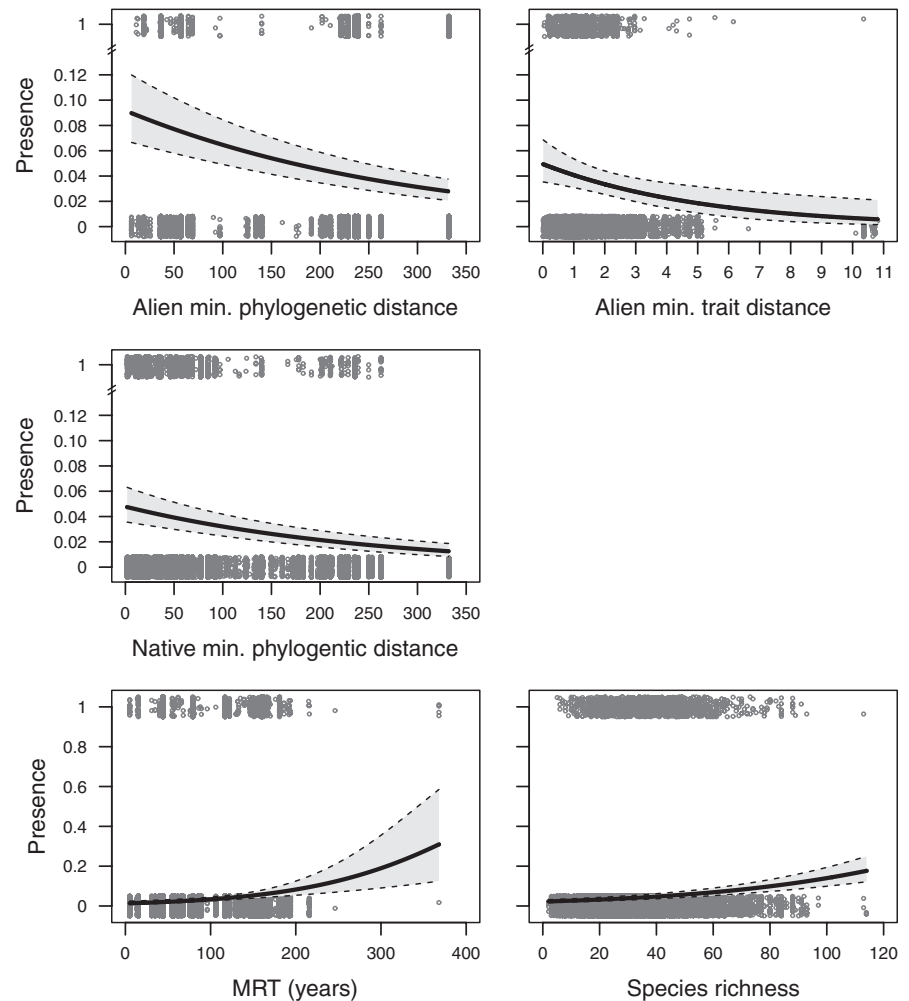 Presence
1
0.12
0.10
0.08
0.06
0.04
0.02
0
0 50 100 150 200 250 300 350
Alien min. phylogenetic distance
0 1 2 3 4 5 6 7 8 9 10 11
Alien min. trait distance
Presence
1
0.12
0.10
0.08
0.06
0.04
0.02
0
0 50 100 150 200 250 300 350
Native min. phylogentic distance
Presence
1
0.8
0.6
0.4
0.2
0
0 100 200 300 400
MRT (years)
0 20 40 60 80 100 120
Species richness